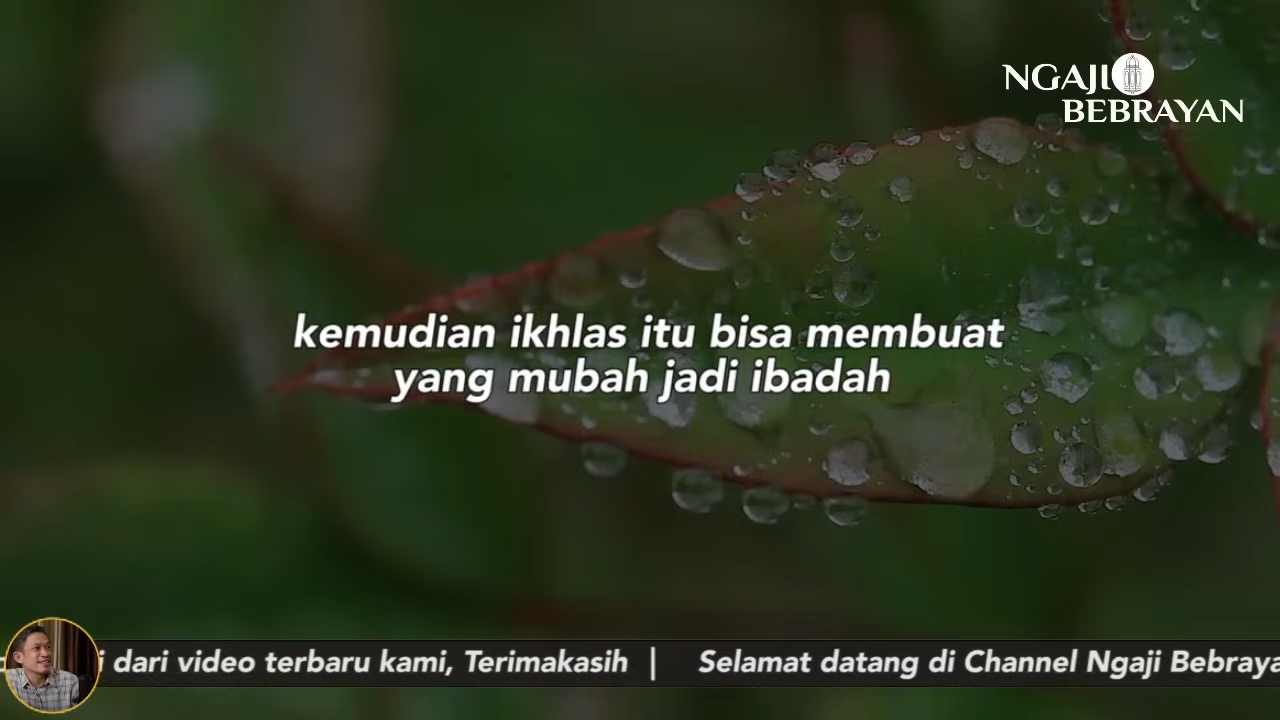 NGAJI
BEBRAYAN
kemudian ikhlas itu bisa membuat
yang mubah jadi ibadah
i dari video terbaru kami, Terimakasih | Selamat datang di Channel Ngaji Bebraya